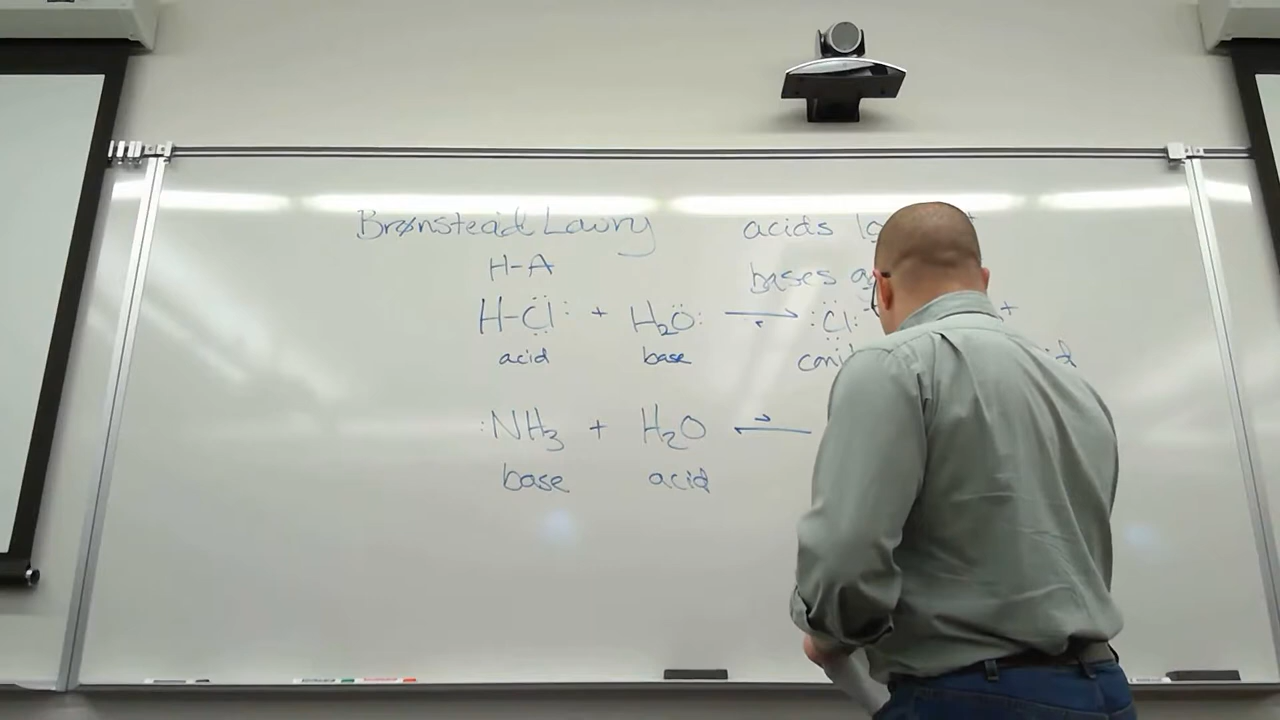 Brønstead Lowry acids
H-A bases
H-Cl: + H₂O: ⇌ :Cl:⁻ +
acid base
:NH₃ + H₂O ⇌
base acid